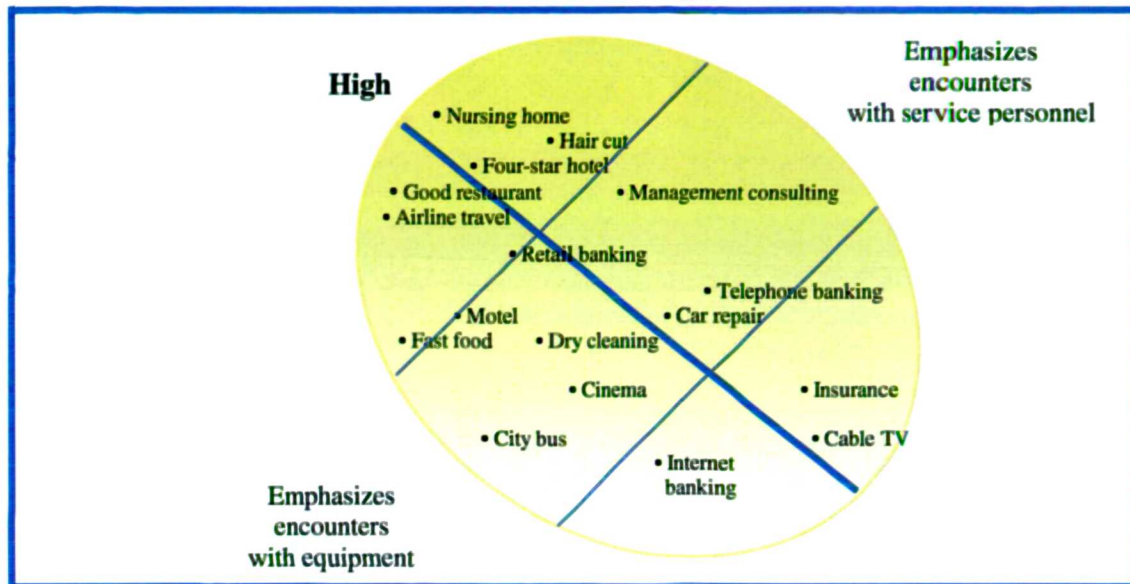 Emphasizes
encounters
with service personnel
High
• Nursing home
• Hair cut
• Four-star hotel
• Good restaurant
• Management consulting
• Airline travel
• Retail banking
• Telephone banking
• Motel
• Car repair
• Fast food
• Dry cleaning
• Cinema
• Insurance
• City bus
• Cable TV
• Internet
banking
Emphasizes
encounters
with equipment